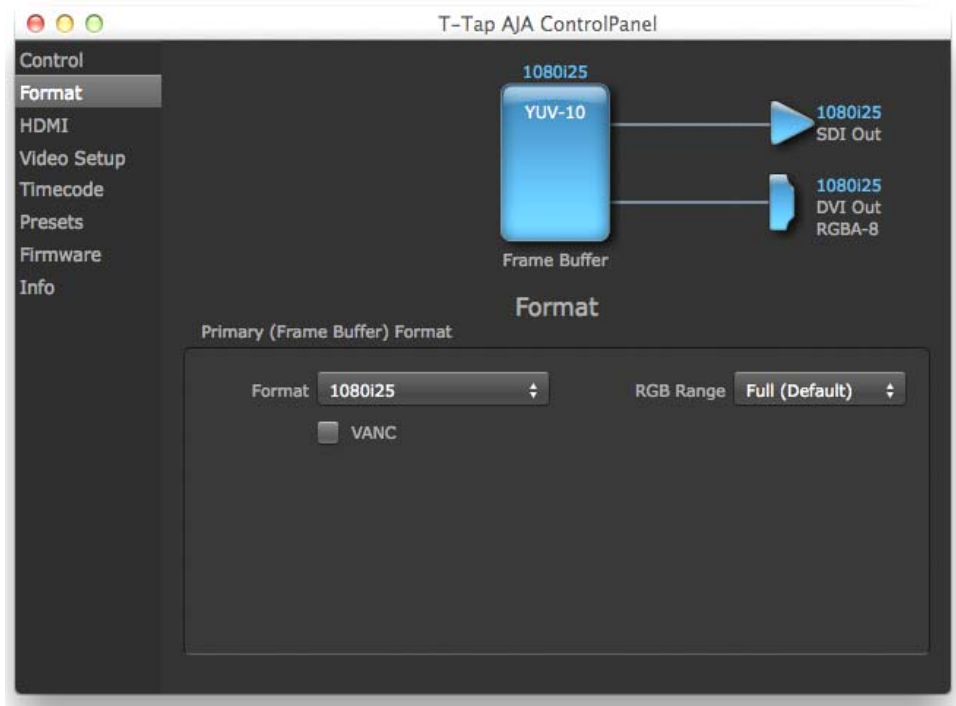 T-Tap AJA ControlPanel
Control
Format
HDMI
Video Setup
Timecode
Presets
Firmware
Info
1080i25
YUV-10
Frame Buffer
1080i25
SDI Out
1080i25
DVI Out
RGBA-8
Format
Primary (Frame Buffer) Format
Format 1080i25 RGB Range Full (Default)
VANC